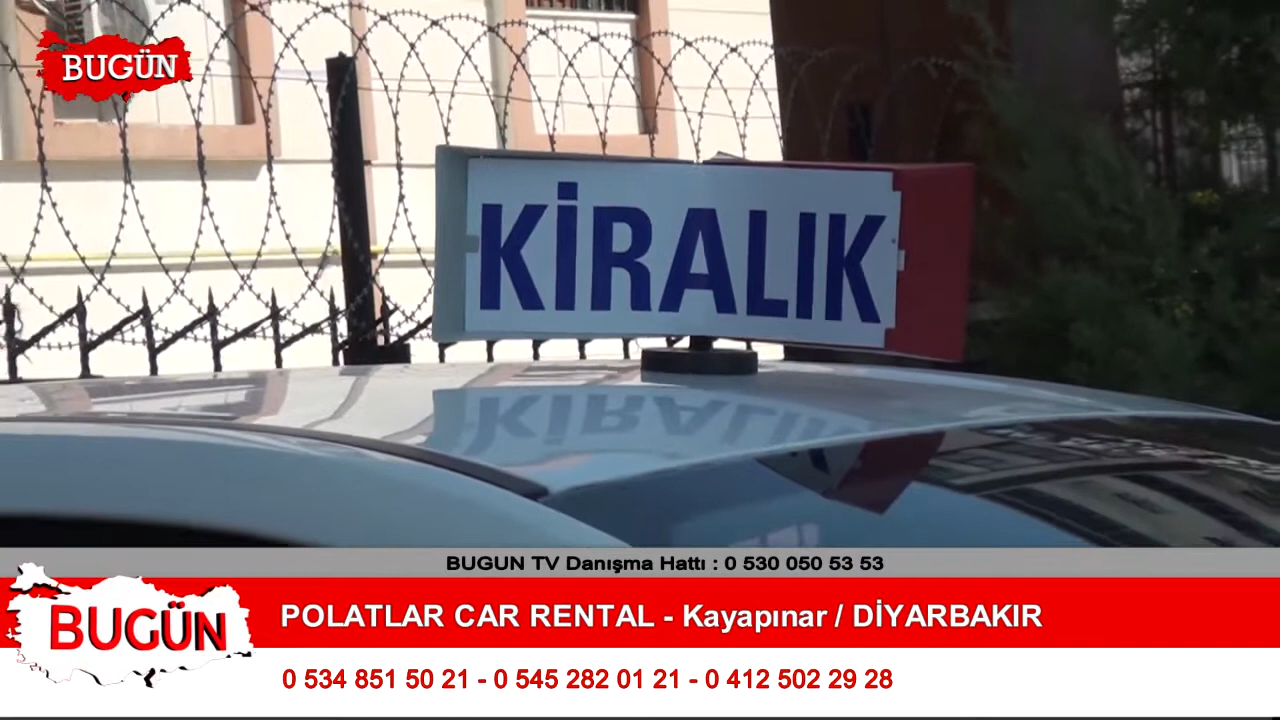 BUGÜN
KİRALIK
BUGUN TV Danışma Hattı : 0 530 050 53 53
BUGÜN
POLATLAR CAR RENTAL - Kayapınar / DİYARBAKIR
0 534 851 50 21 - 0 545 282 01 21 - 0 412 502 29 28